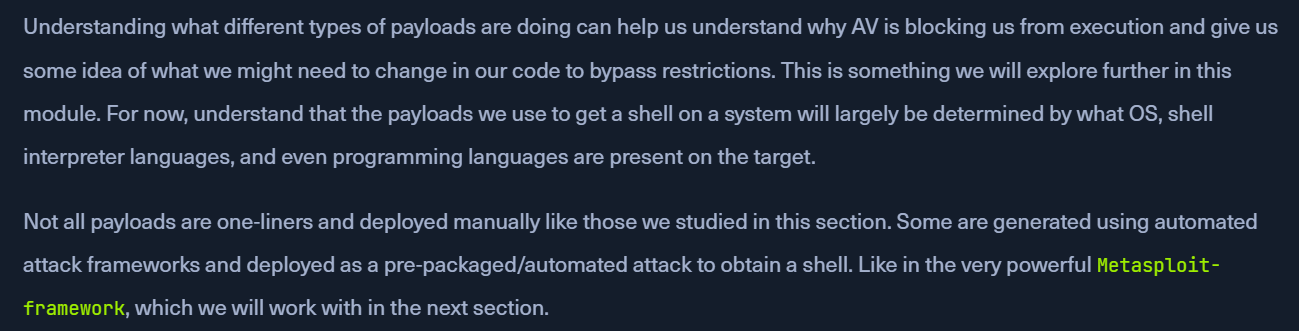 Understanding what different types of payloads are doing can help us understand why AV is blocking us from execution and give us
some idea of what we might need to change in our code to bypass restrictions. This is something we will explore further in this
module. For now, understand that the payloads we use to get a shell on a system will largely be determined by what OS, shell
interpreter languages, and even programming languages are present on the target.
Not all payloads are one-liners and deployed manually like those we studied in this section. Some are generated using automated
attack frameworks and deployed as a pre-packaged/automated attack to obtain a shell. Like in the very powerful Metasploit-
framework, which we will work with in the next section.